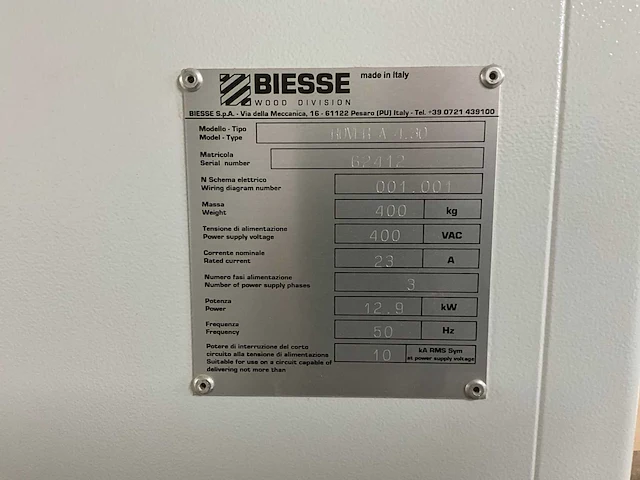 BIESSE
made in Italy
WOOD DIVISION
BIESSE S.p.A. - Via della Meccanica, 16 - 61122 Pesaro (PU) Italy - Tel. +39 0721 439100
Modello - Tipo
Model - Type
A 4.30
Matricola
Serial number
62412
N Schema elettrico
Wiring diagram number
001.001
Massa
Weight
400 kg
Tensione di alimentazione
Power supply voltage
400 VAC
Corrente nominale
Rated current
23 A
Numero fasi alimentazione
Number of power supply phases
3
Potenza
Power
12.9 kW
Frequenza
Frequency
50 Hz
Potere di interruzione del corto
circuito alla tensione di alimentazione
Suitable for use on a circuit capable of
delivering not more than
10
kA RMS Sym
at power supply voltage